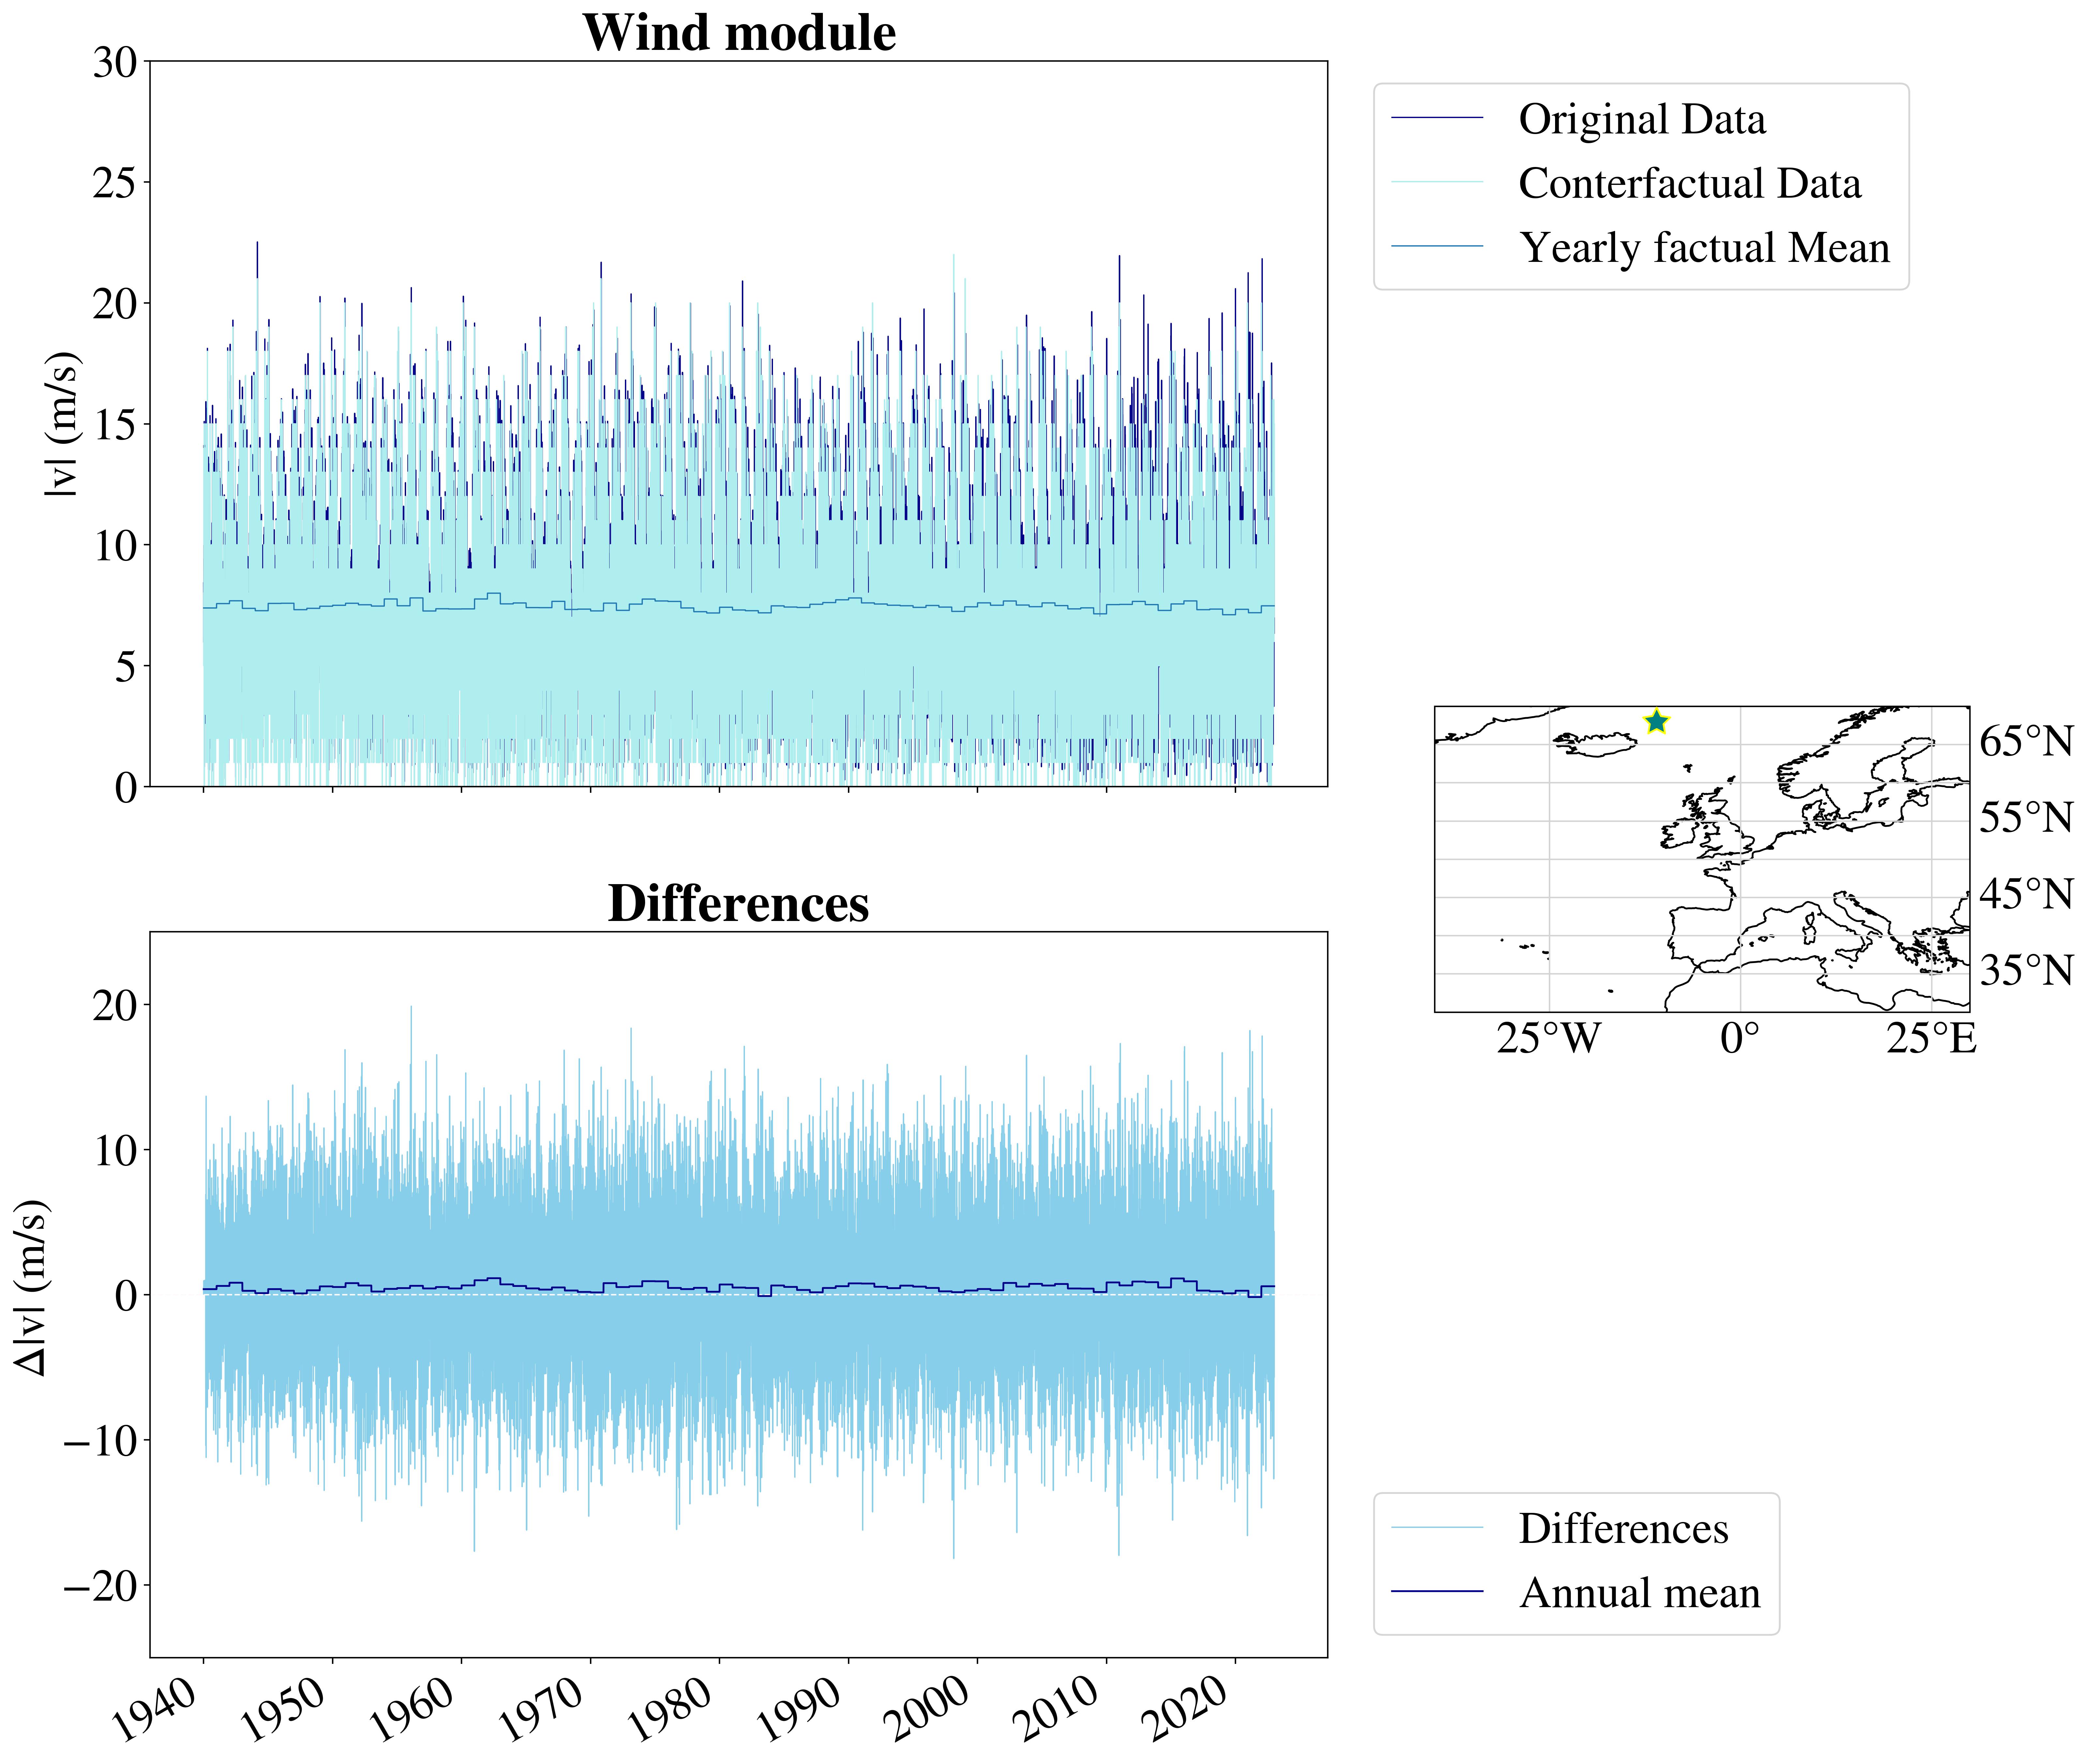 Wind module
30
25
20
15
10
5
0
|v| (m/s)
Original Data
Conterfactual Data
Yearly factual Mean
65°N
55°N
45°N
35°N
25°W 0° 25°E
Differences
20
10
0
−10
−20
Δ|v| (m/s)
1940 1950 1960 1970 1980 1990 2000 2010 2020
Differences
Annual mean